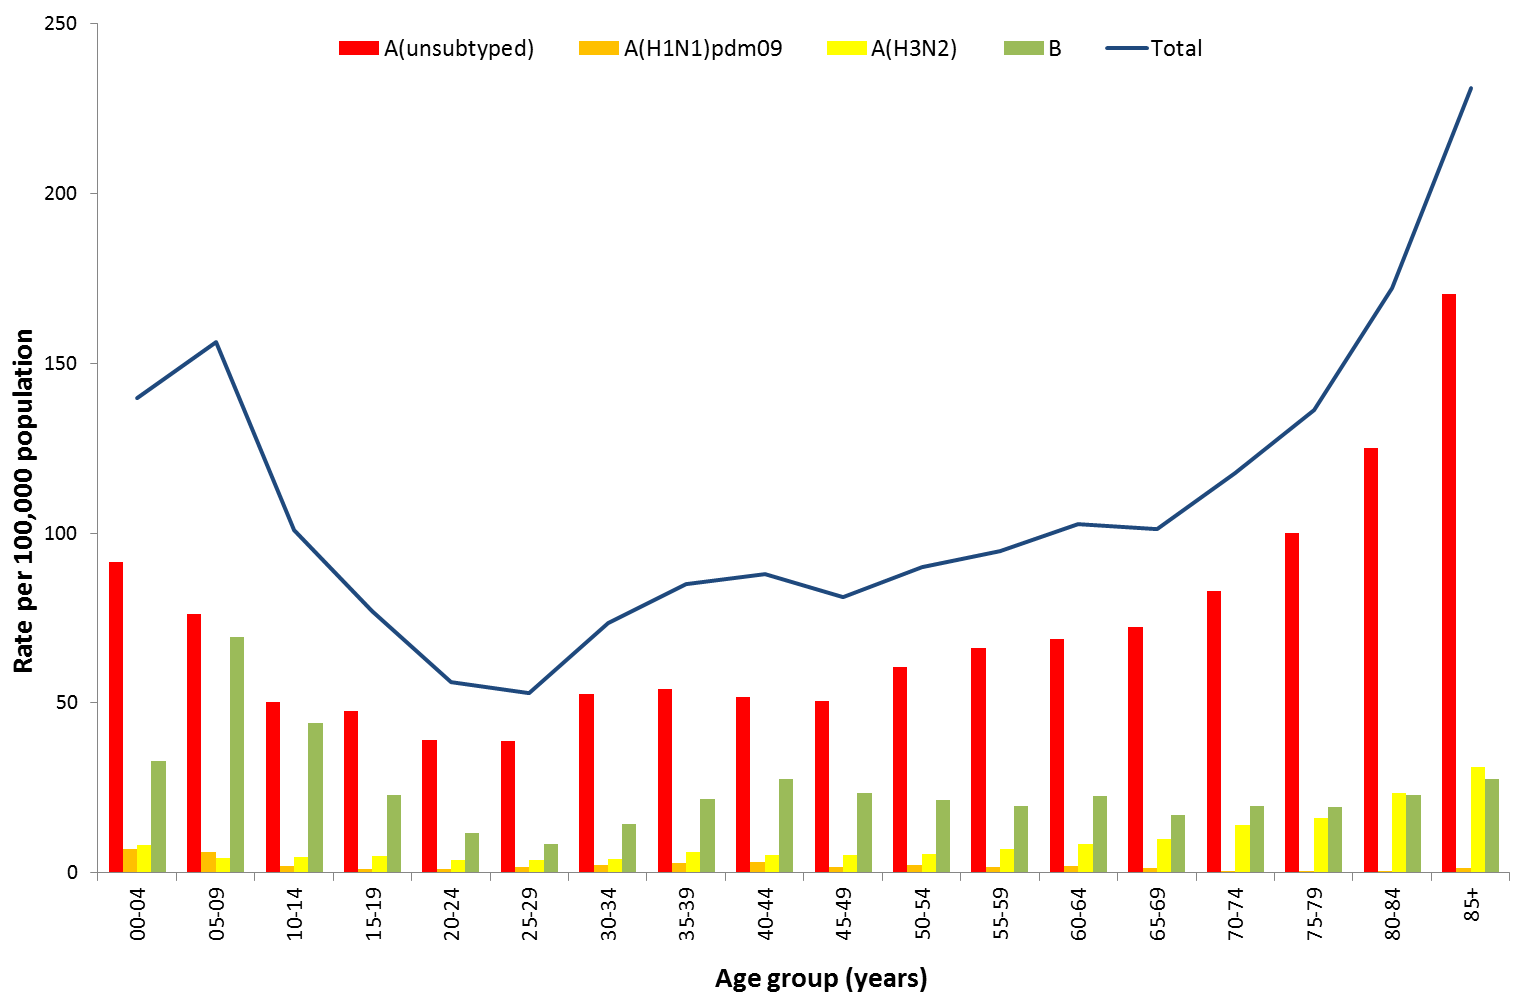 250
A(unsubtyped) A(H1N1)pdm09 A(H3N2) B Total
200
150
100
50
0
Rate per 100,000 population
00-04 05-09 10-14 15-19 20-24 25-29 30-34 35-39 40-44 45-49 50-54 55-59 60-64 65-69 70-74 75-79 80-84 85+
Age group (years)